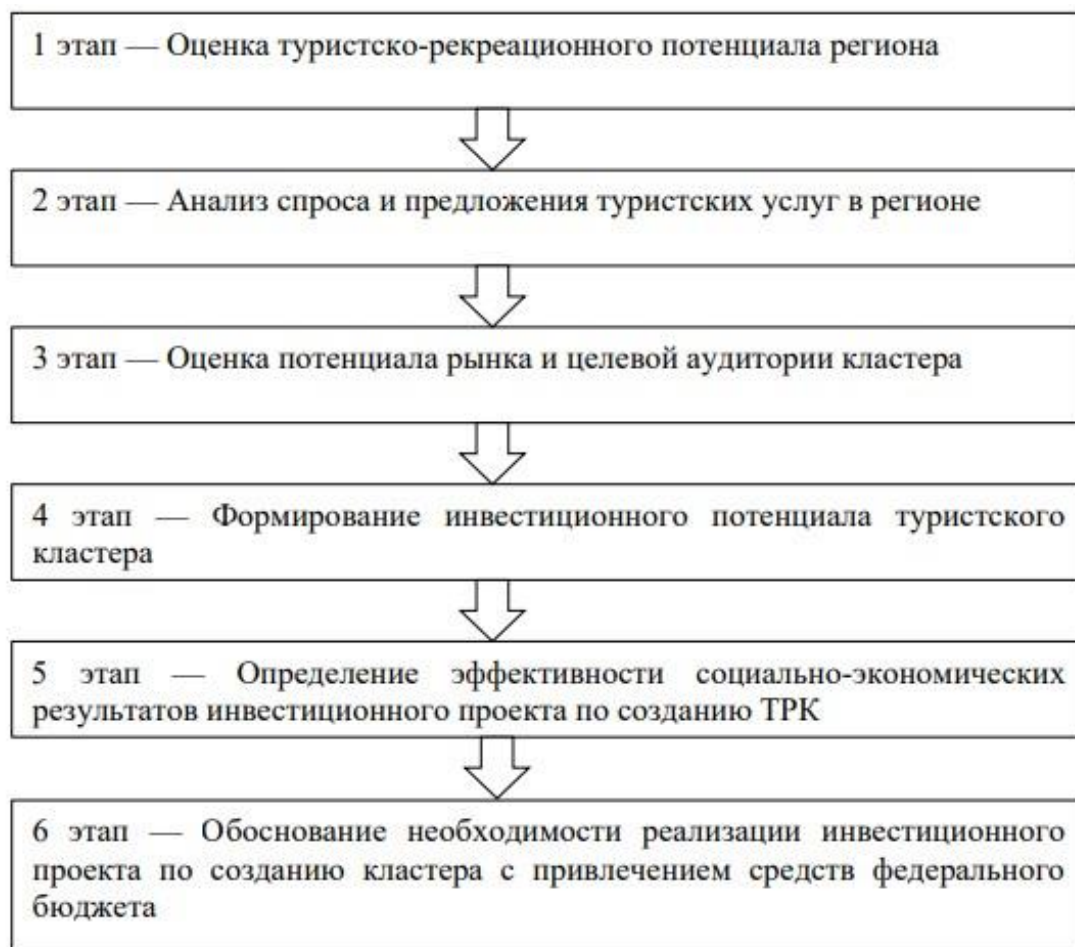 1 этап — Оценка туристско-рекреационного потенциала региона
2 этап — Анализ спроса и предложения туристских услуг в регионе
3 этап — Оценка потенциала рынка и целевой аудитории кластера
4 этап — Формирование инвестиционного потенциала туристского
кластера
5 этап — Определение эффективности социально-экономических
результатов инвестиционного проекта по созданию ТРК
6 этап — Обоснование необходимости реализации инвестиционного
проекта по созданию кластера с привлечением средств федерального
бюджета